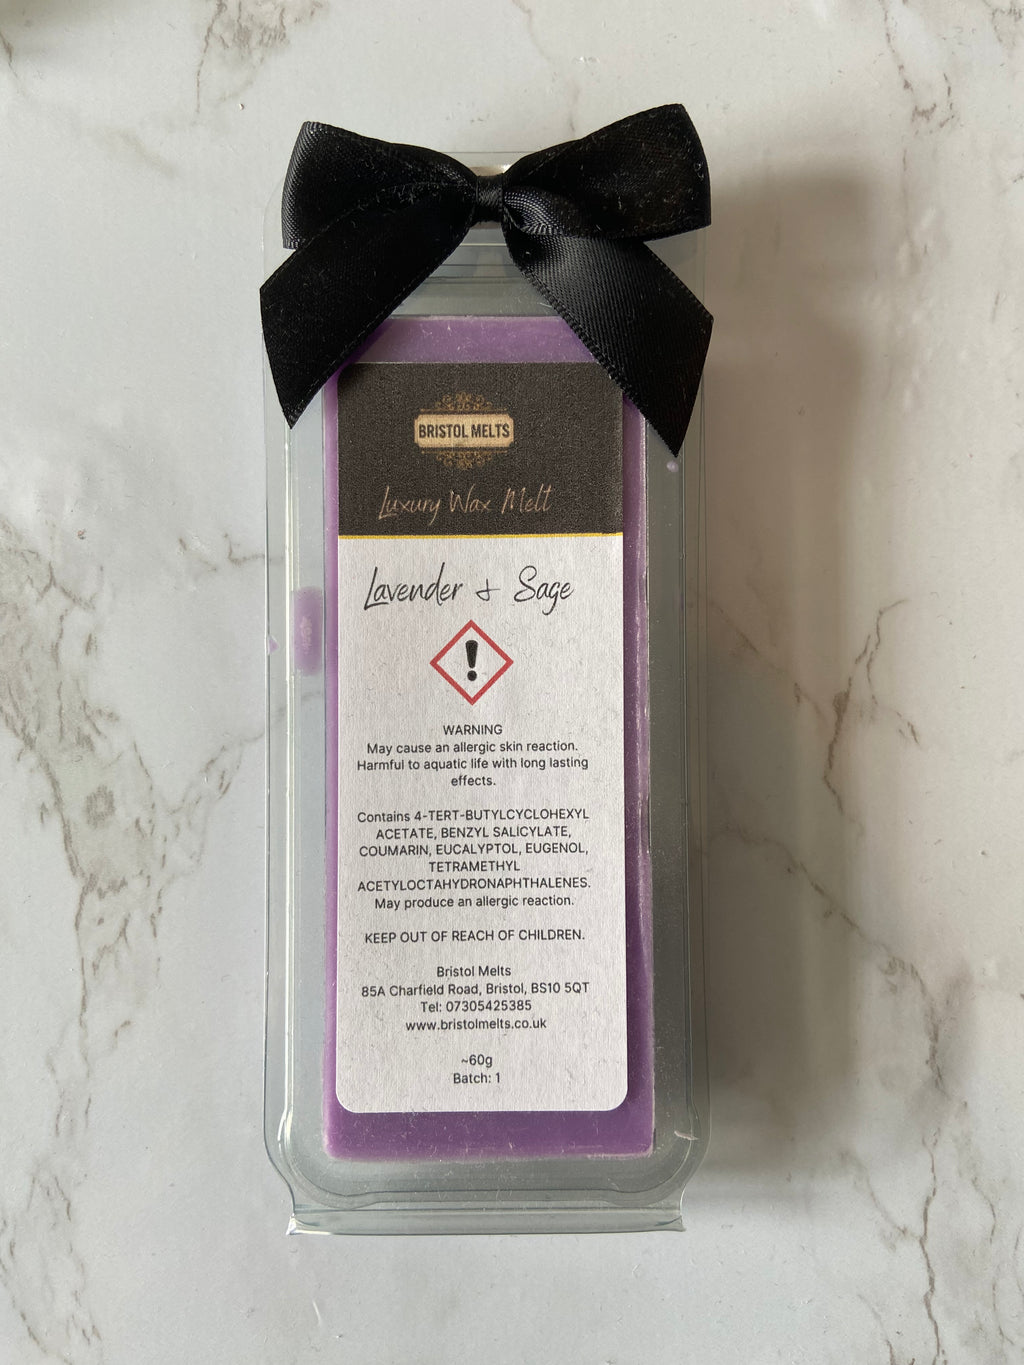 BRISTOL MELTS
Luxury Wax Melt
Lavender & Sage
WARNING
May cause an allergic skin reaction.
Harmful to aquatic life with long lasting
effects.
Contains 4-TERT-BUTYLCYCLOHEXYL
ACETATE, BENZYL SALICYLATE,
COUMARIN, EUCALYPTOL, EUGENOL,
TETRAMETHYL
ACETYLOCTAHYDRONAPHTHALENES.
May produce an allergic reaction.
KEEP OUT OF REACH OF CHILDREN.
Bristol Melts
85A Charfield Road, Bristol, BS10 5QT
Tel: 07305425385
www.bristolmelts.co.uk
~60g
Batch: 1